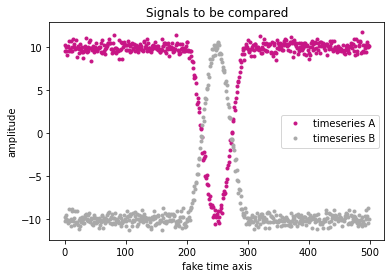 Signals to be compared
10
5
0
−5
−10
amplitude
timeseries A
timeseries B
0 100 200 300 400 500
fake time axis